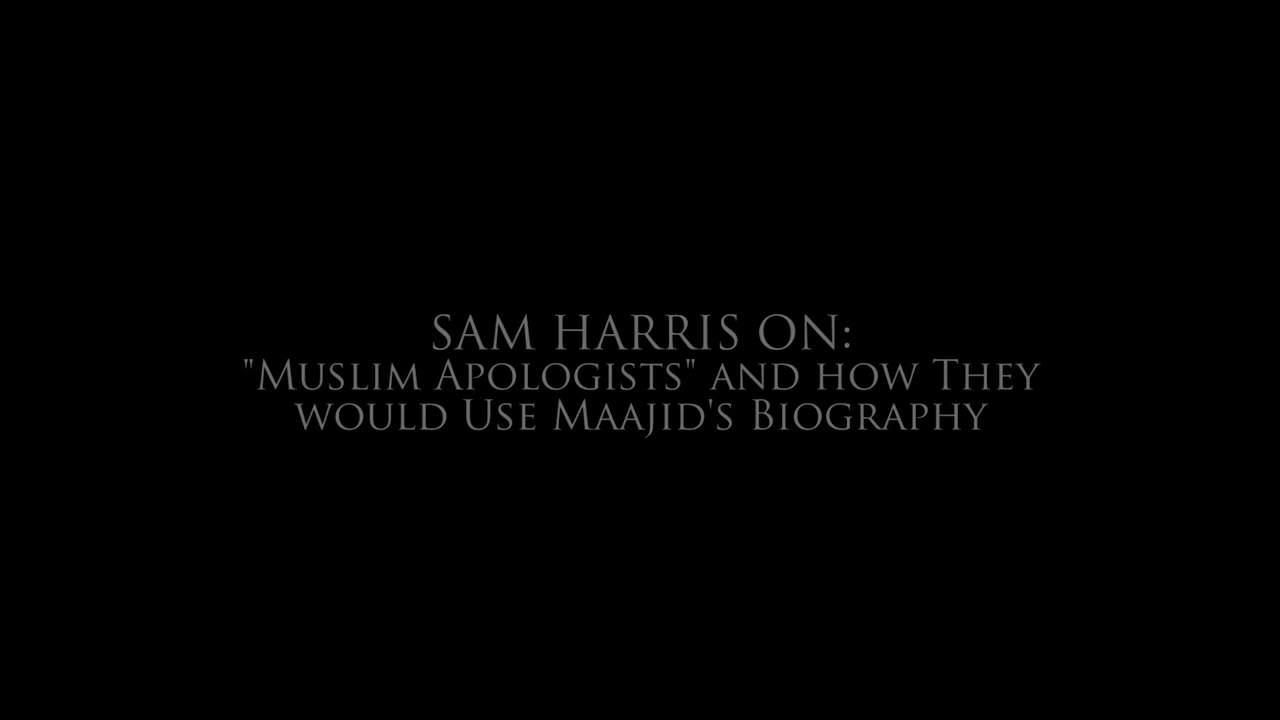 SAM HARRIS ON:
"Muslim Apologists" and how They
would Use Maajid's Biography